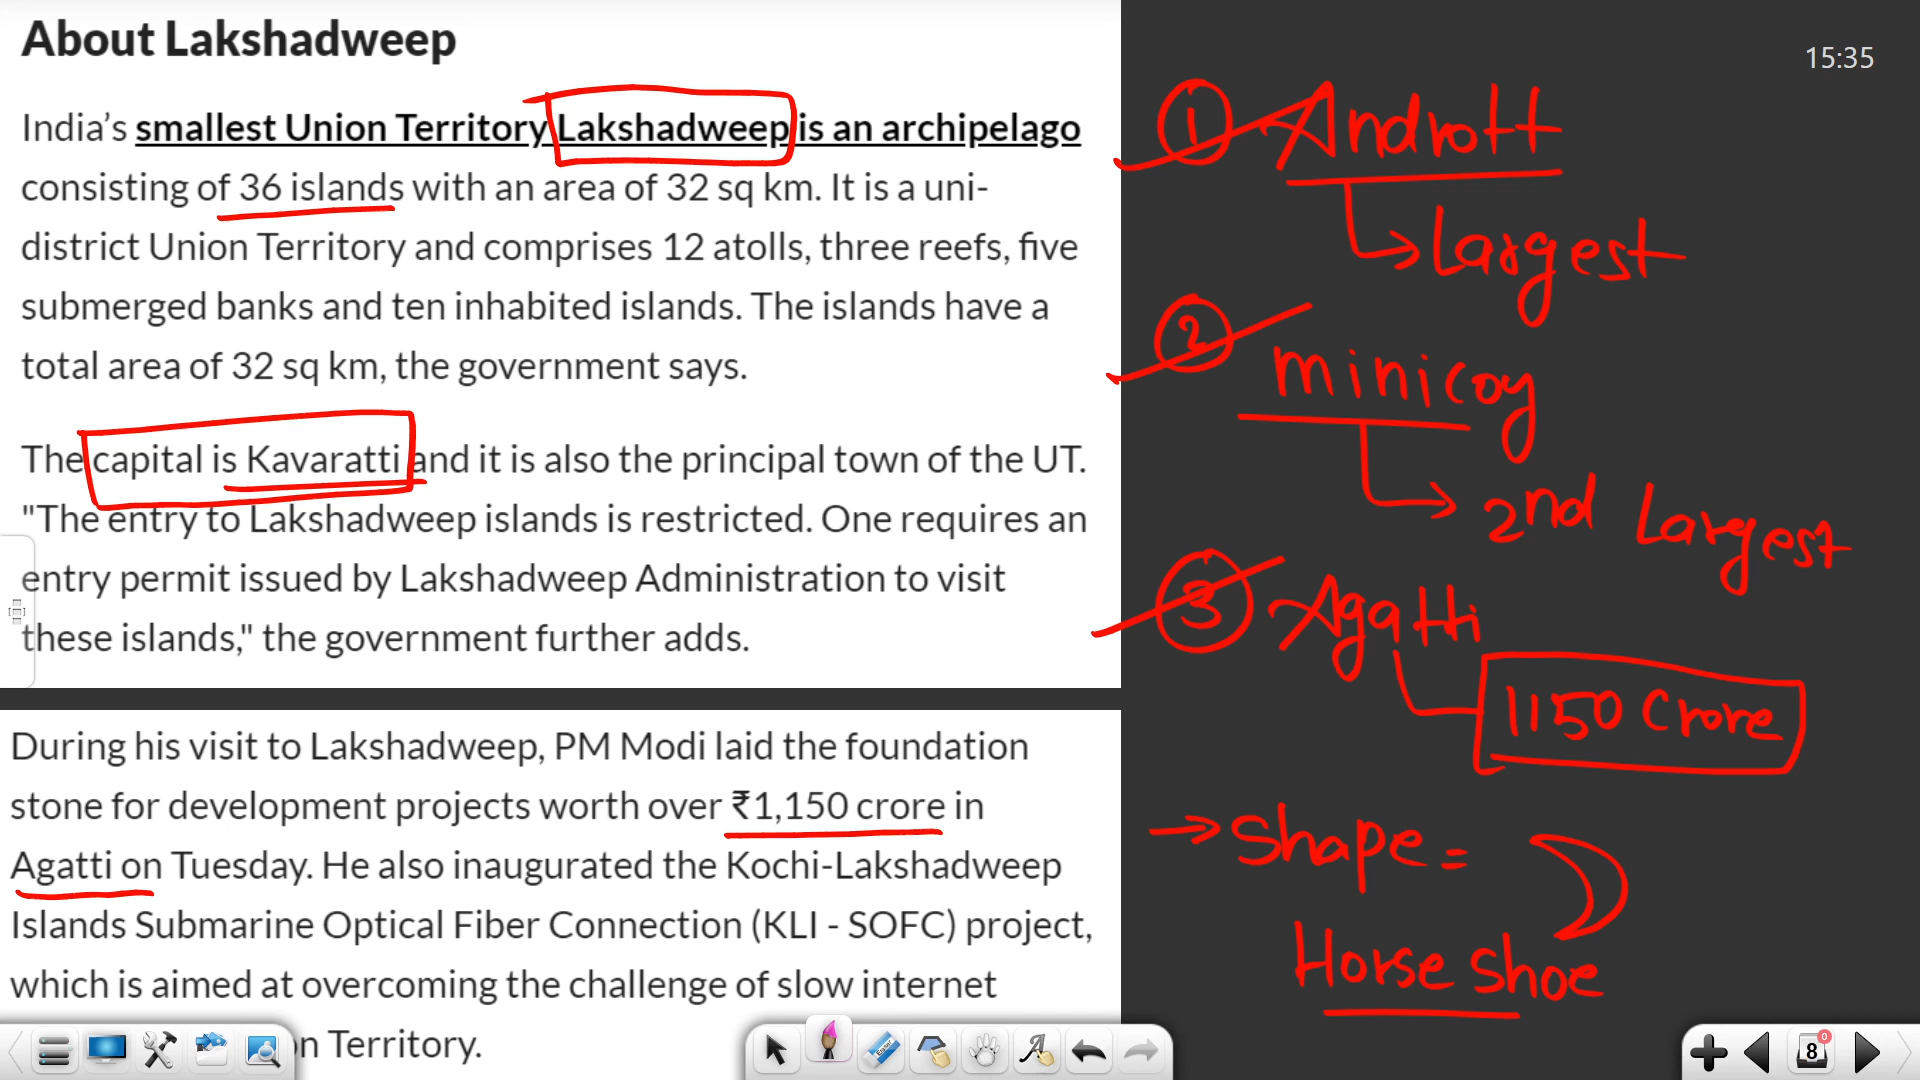 About Lakshadweep
India’s smallest Union Territory Lakshadweep is an archipelago
consisting of 36 islands with an area of 32 sq km. It is a uni-
district Union Territory and comprises 12 atolls, three reefs, five
submerged banks and ten inhabited islands. The islands have a
total area of 32 sq km, the government says.
The capital is Kavaratti and it is also the principal town of the UT.
"The entry to Lakshadweep islands is restricted. One requires an
entry permit issued by Lakshadweep Administration to visit
these islands," the government further adds.
During his visit to Lakshadweep, PM Modi laid the foundation
stone for development projects worth over ₹1,150 crore in
Agatti on Tuesday. He also inaugurated the Kochi-Lakshadweep
Islands Submarine Optical Fiber Connection (KLI - SOFC) project,
which is aimed at overcoming the challenge of slow internet
n Territory.
15:35
1 Andrott
→ largest
2 minicoy
→ 2nd Largest
3 Agatti
1150 Crore
→ Shape =
Horse Shoe
8
0